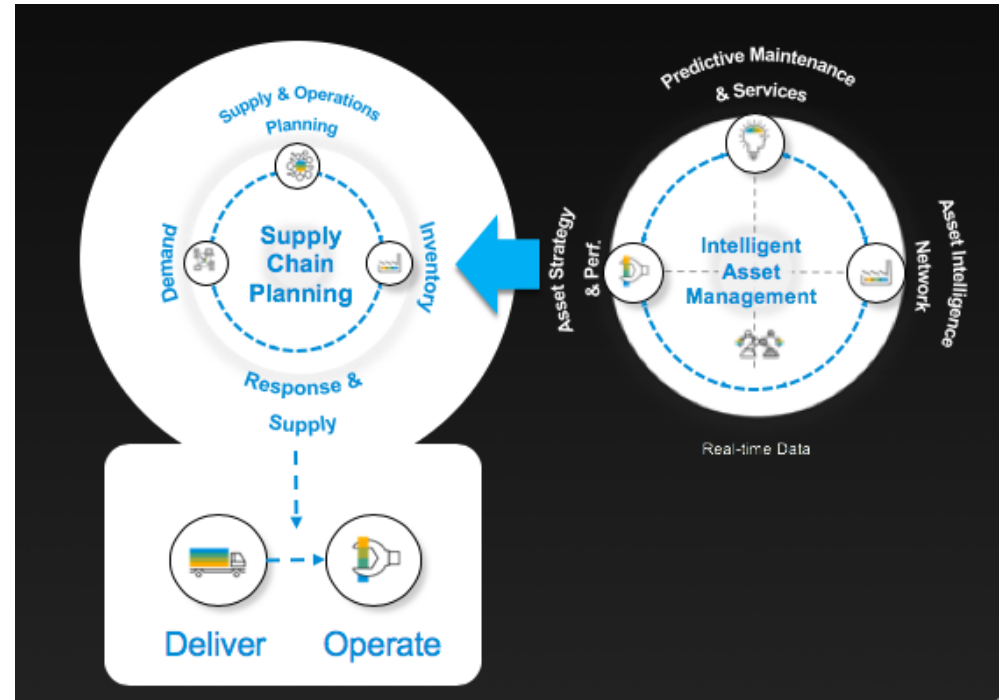 Supply & Operations
Planning
Demand
Supply
Chain
Planning
Inventory
Response &
Supply
Deliver
Operate
Predictive Maintenance
& Services
Asset Strategy
& Perf.
Intelligent
Asset
Management
Asset Intelligence
Network
Real-time Data